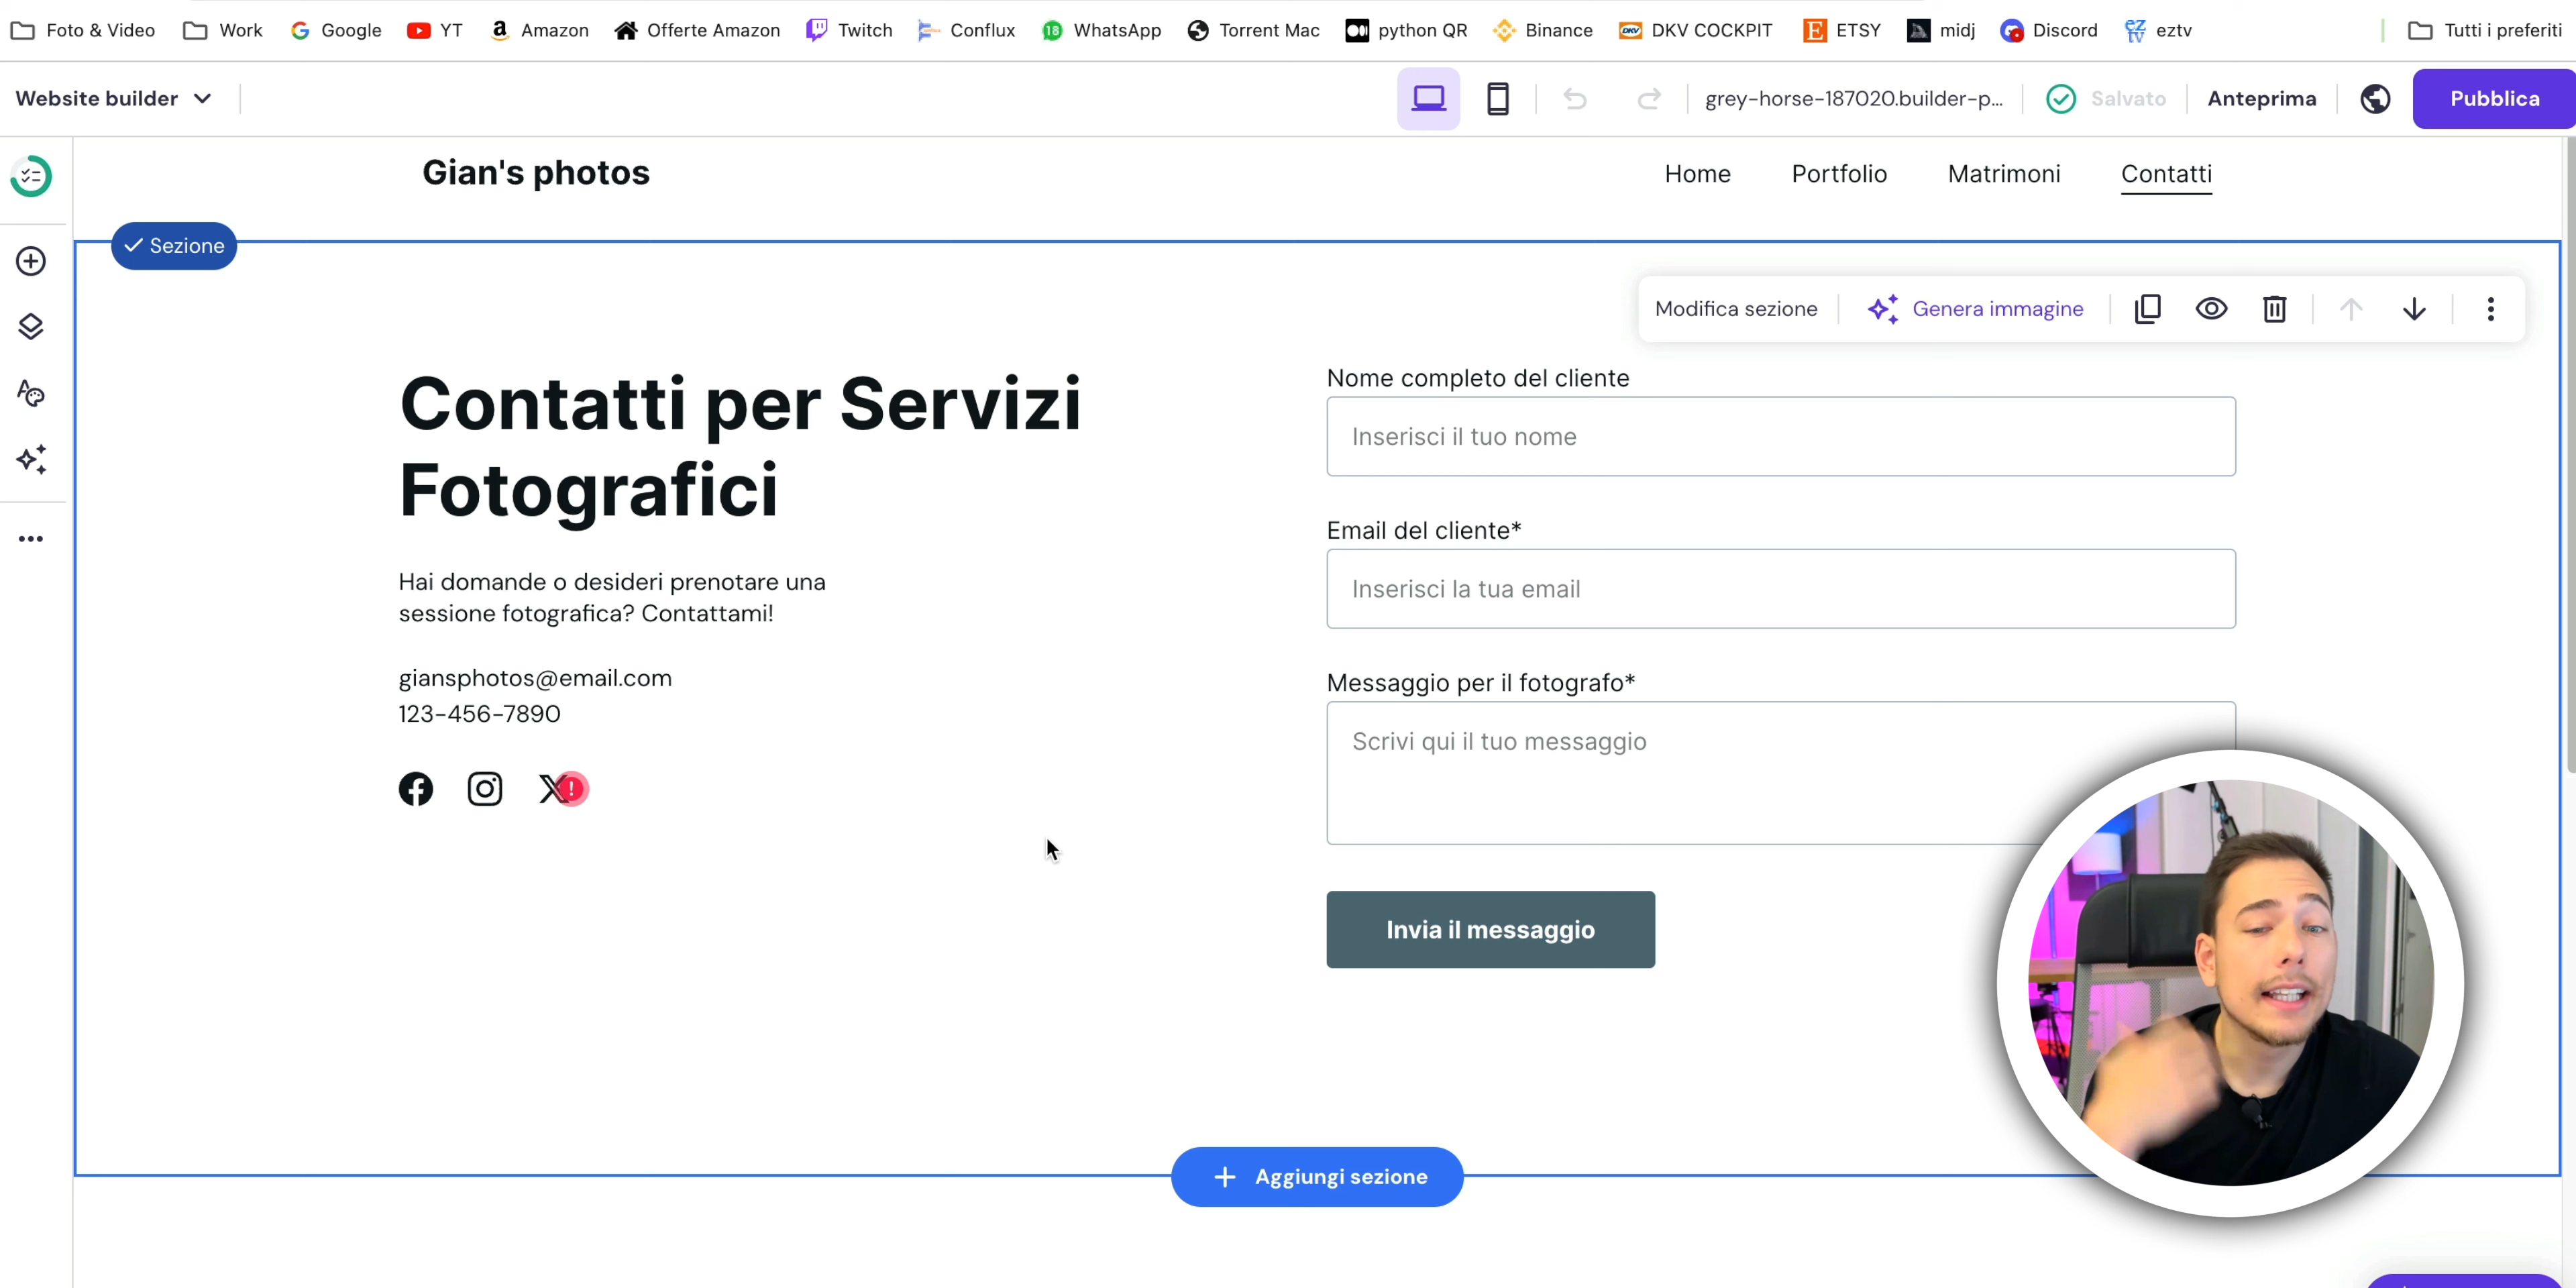 Foto & Video Work Google YT Amazon Offerte Amazon Twitch Conflux 18 WhatsApp Torrent Mac python QR DKV Binance DKV COCKPIT E ETSY midj Discord eztv eztv Tutti i preferiti
Website builder grey-horse-187020.builder-p... Salvato Anteprima Pubblica
Gian's photos Home Portfolio Matrimoni Contatti
Sezione
Modifica sezione Genera immagine
Contatti per Servizi
Fotografici
Hai domande o desideri prenotare una
sessione fotografica? Contattami!
giansphotos@email.com
123-456-7890
!
Nome completo del cliente
Inserisci il tuo nome
Email del cliente*
Inserisci la tua email
Messaggio per il fotografo*
Scrivi qui il tuo messaggio
Invia il messaggio
+ Aggiungi sezione